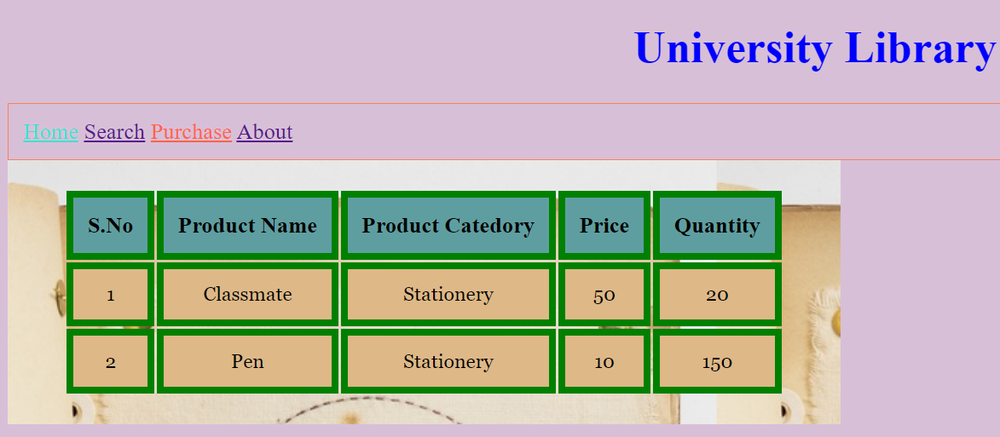 University Library
Home Search Purchase About
S.No Product Name Product Catedory Price Quantity
1 Classmate Stationery 50 20
2 Pen Stationery 10 150